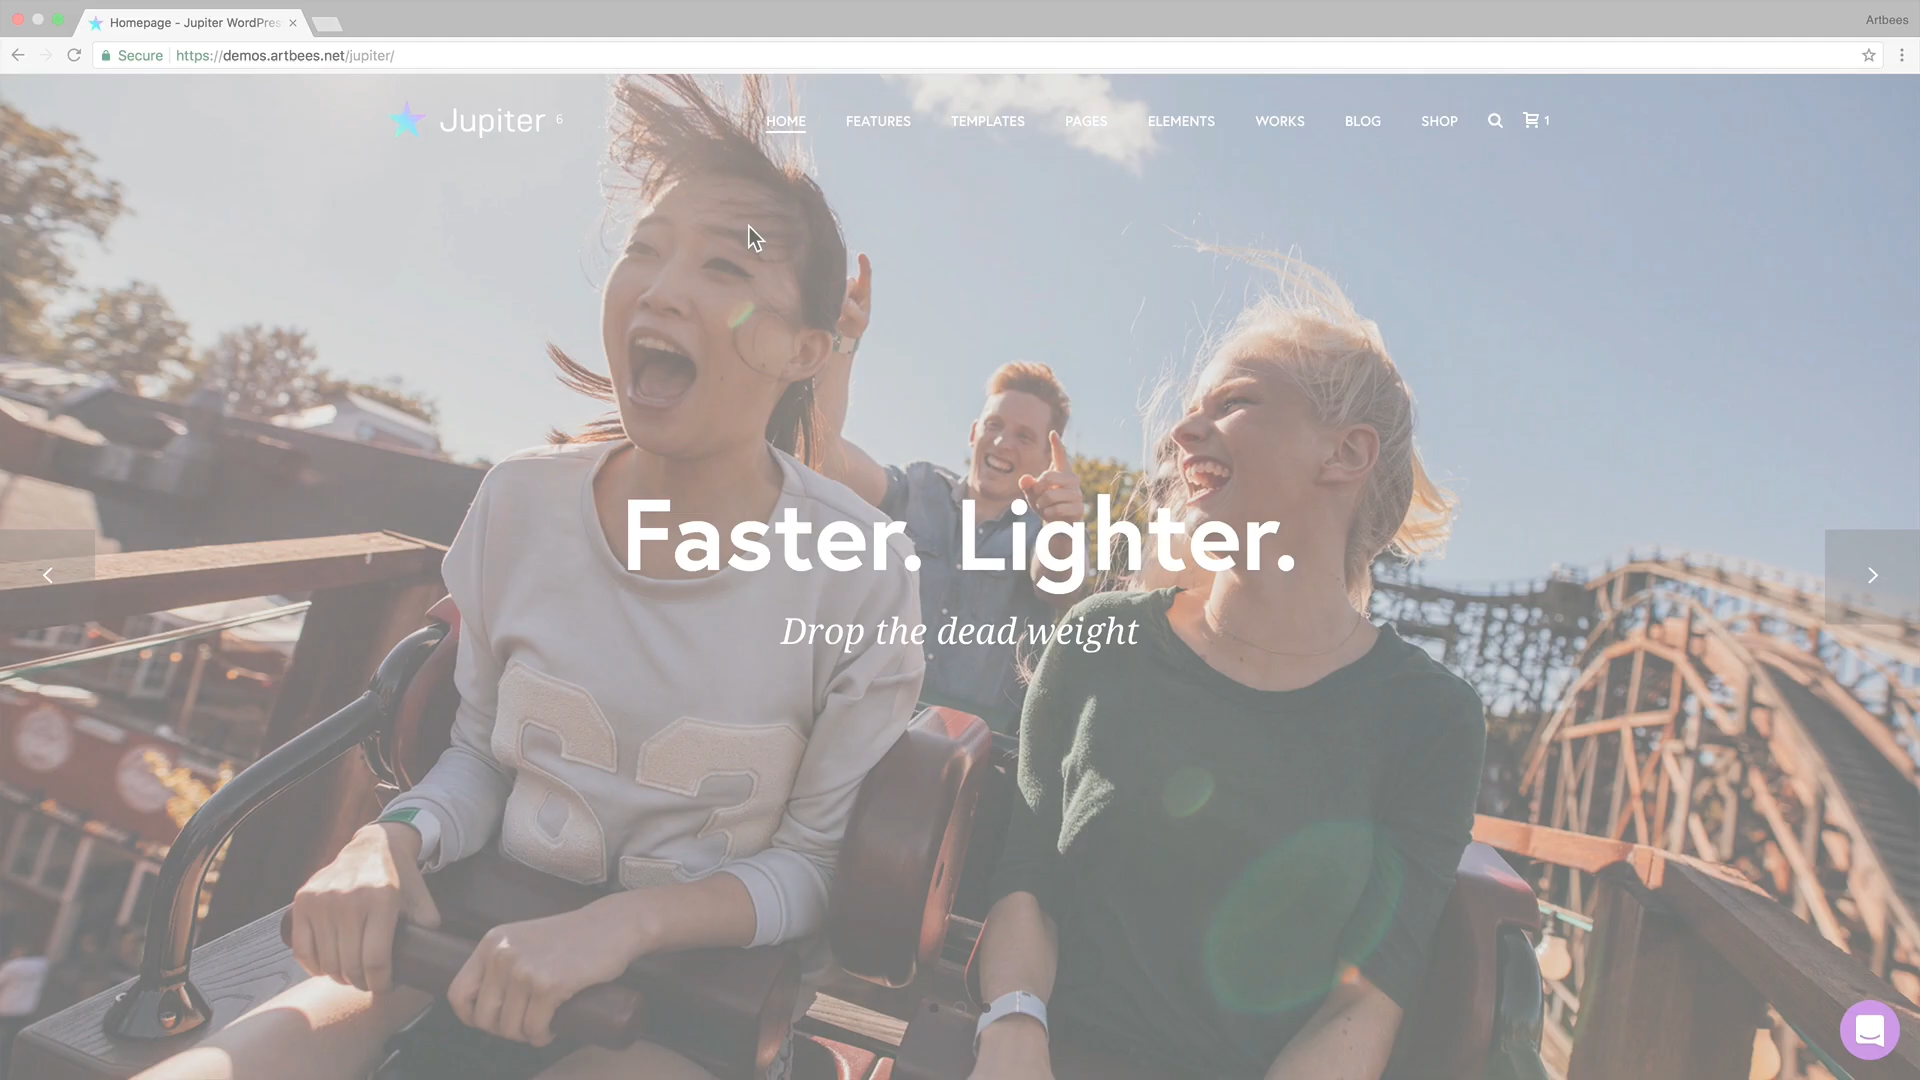 Homepage - Jupiter WordPres
Artbees
Secure
https://demos.artbees.net/jupiter/
Jupiter 6
HOME
FEATURES
TEMPLATES
PAGES
ELEMENTS
WORKS
BLOG
SHOP
1
Faster. Lighter.
Drop the dead weight
63